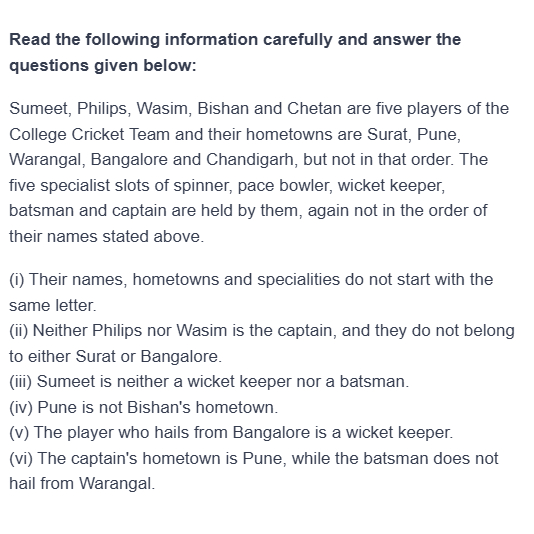 Read the following information carefully and answer the
questions given below:
Sumeet, Philips, Wasim, Bishan and Chetan are five players of the
College Cricket Team and their hometowns are Surat, Pune,
Warangal, Bangalore and Chandigarh, but not in that order. The
five specialist slots of spinner, pace bowler, wicket keeper,
batsman and captain are held by them, again not in the order of
their names stated above.
(i) Their names, hometowns and specialities do not start with the
same letter.
(ii) Neither Philips nor Wasim is the captain, and they do not belong
to either Surat or Bangalore.
(iii) Sumeet is neither a wicket keeper nor a batsman.
(iv) Pune is not Bishan's hometown.
(v) The player who hails from Bangalore is a wicket keeper.
(vi) The captain's hometown is Pune, while the batsman does not
hail from Warangal.